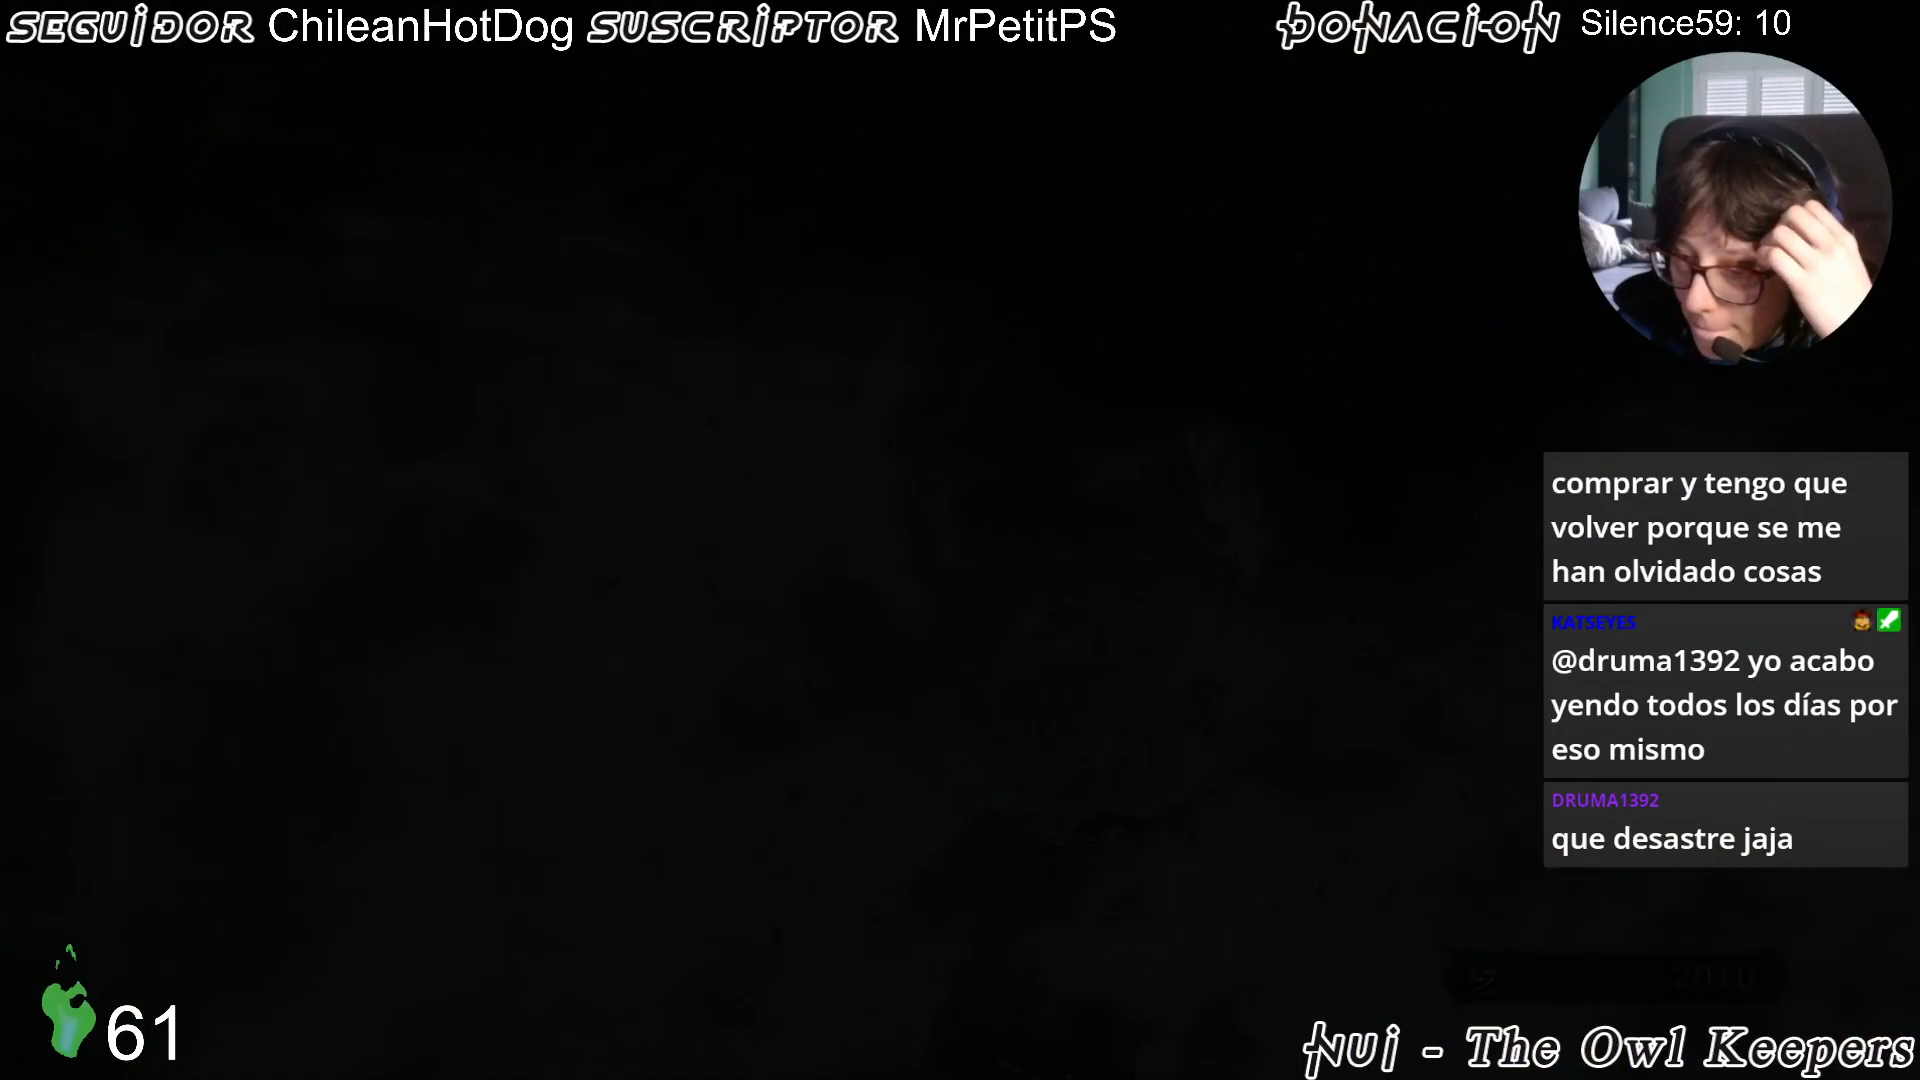 SEGUIDOR ChileanHotDog SUSCRIPTOR MrPetitPS
DONACION Silence59: 10
comprar y tengo que
volver porque se me
han olvidado cosas
KATSEYES
@druma1392 yo acabo
yendo todos los días por
eso mismo
DRUMA1392
que desastre jaja
2010
61
Nui - The Owl Keepers